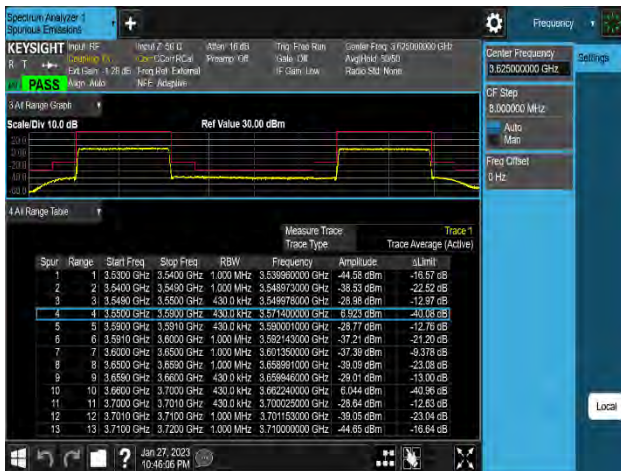 Spectrum Analyzer 1
Spurious Emissions
Frequency
KEYSIGHT Input: RF Input Z: 50 Ω Atten: 16 dB Trig: Free Run Center Freq: 3.625000000 GHz
R T Corr CCorr RCal Preamp: Off Gate: Off Avg|Hold: 50/50
Ext Gain: -1.28 dB Freq Ref: External IF Gain: Low Radio Std: None
PASS Align: Auto NFE: Adaptive
Center Frequency
3.625000000 GHz
Settings
CF Step
8.000000 MHz
Auto
Man
Freq Offset
0 Hz
3 All Range Graph
Scale/Div 10.0 dB Ref Value 30.00 dBm
4 All Range Table
Measure Trace Trace 1
Trace Type Trace Average (Active)
Spur Range Start Freq Stop Freq RBW Frequency Amplitude ΔLimit
1 1 3.5300 GHz 3.5400 GHz 1.000 MHz 3.539960000 GHz -44.58 dBm -16.57 dB
2 2 3.5400 GHz 3.5490 GHz 1.000 MHz 3.548973000 GHz -38.53 dBm -22.52 dB
3 3 3.5490 GHz 3.5500 GHz 430.0 kHz 3.549978000 GHz -28.98 dBm -12.97 dB
4 4 3.5500 GHz 3.5900 GHz 430.0 kHz 3.571400000 GHz 6.923 dBm -40.08 dB
5 5 3.5900 GHz 3.5910 GHz 430.0 kHz 3.590001000 GHz -28.77 dBm -12.76 dB
6 6 3.5910 GHz 3.6000 GHz 1.000 MHz 3.592143000 GHz -37.21 dBm -21.20 dB
7 7 3.6000 GHz 3.6500 GHz 1.000 MHz 3.601350000 GHz -37.39 dBm -9.378 dB
8 8 3.6500 GHz 3.6590 GHz 1.000 MHz 3.658991000 GHz -39.09 dBm -23.08 dB
9 9 3.6590 GHz 3.6600 GHz 430.0 kHz 3.659946000 GHz -29.01 dBm -13.00 dB
10 10 3.6600 GHz 3.7000 GHz 430.0 kHz 3.662240000 GHz 6.044 dBm -40.96 dB
11 11 3.7000 GHz 3.7010 GHz 430.0 kHz 3.700025000 GHz -28.64 dBm -12.63 dB
12 12 3.7010 GHz 3.7100 GHz 1.000 MHz 3.701153000 GHz -39.05 dBm -23.04 dB
13 13 3.7100 GHz 3.7200 GHz 1.000 MHz 3.710000000 GHz -44.65 dBm -16.64 dB
Local
Jan 27, 2023
10:46:06 PM